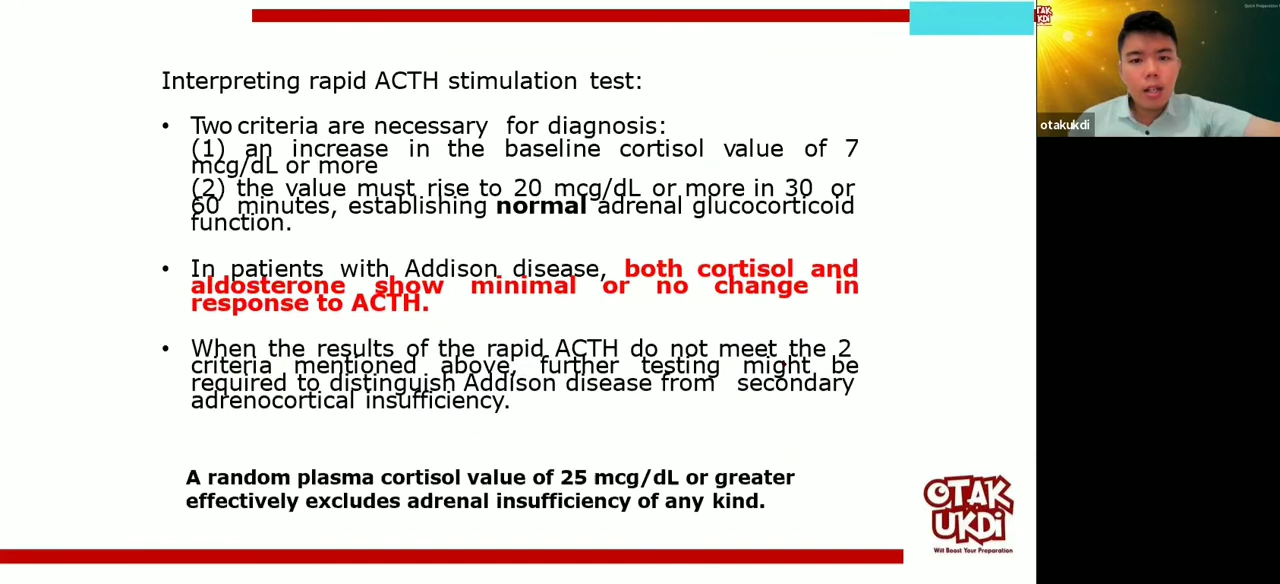 Interpreting rapid ACTH stimulation test:
• Two criteria are necessary for diagnosis:
(1) an increase in the baseline cortisol value of 7
mcg/dL or more
(2) the value must rise to 20 mcg/dL or more in 30 or
60 minutes, establishing normal adrenal glucocorticoid
function.
• In patients with Addison disease, both cortisol and
aldosterone show minimal or no change in
response to ACTH.
• When the results of the rapid ACTH do not meet the 2
criteria mentioned above, further testing might be
required to distinguish Addison disease from secondary
adrenocortical insufficiency.
A random plasma cortisol value of 25 mcg/dL or greater
effectively excludes adrenal insufficiency of any kind.
OTAK
UKDi
Will Boost Your Preparation
otakukdi